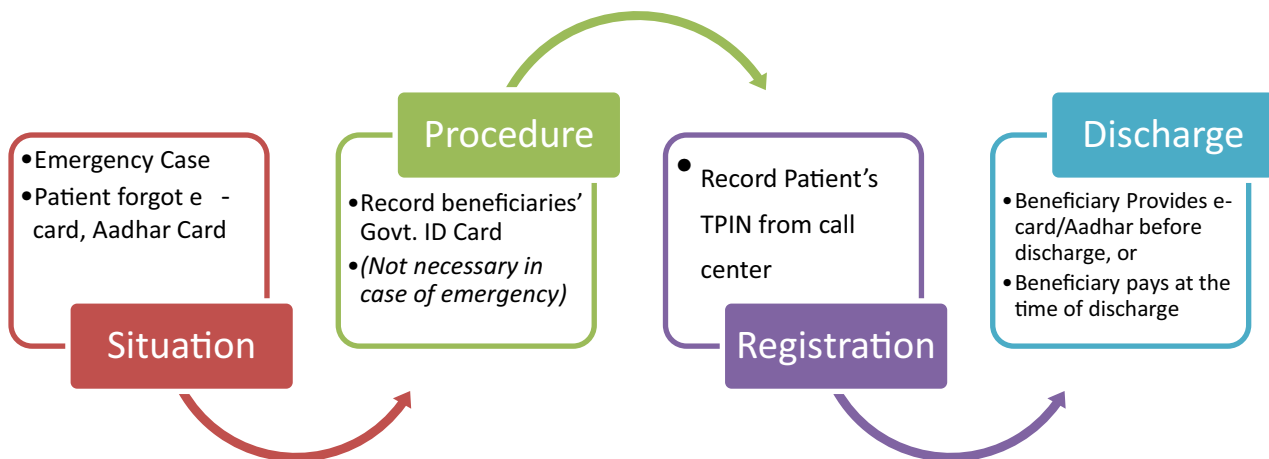 •Emergency Case
•Patient forgot e -
card, Aadhar Card
Situation
Procedure
•Record beneficiaries’
Govt. ID Card
•(Not necessary in
case of emergency)
• Record Patient’s
TPIN from call
center
Registration
Discharge
•Beneficiary Provides e-
card/Aadhar before
discharge, or
•Beneficiary pays at the
time of discharge